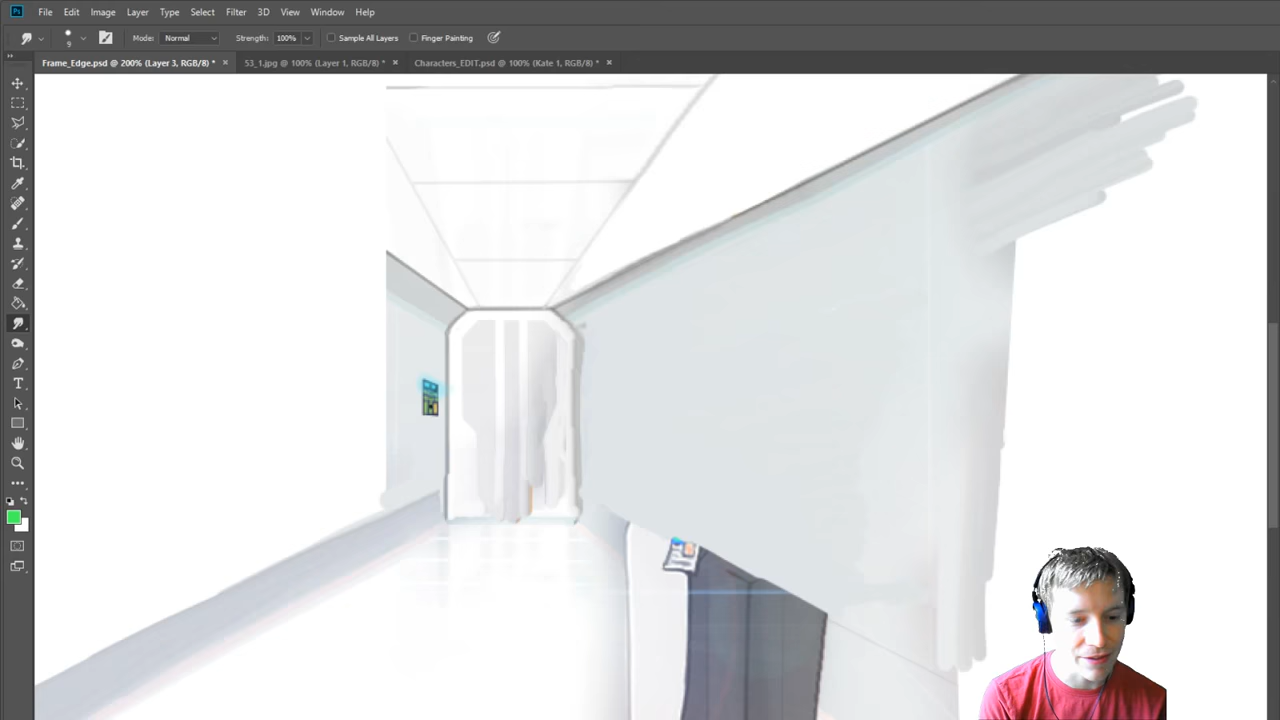 Ps File Edit Image Layer Type Select Filter 3D View Window Help
9 Mode: Normal Strength: 100% Sample All Layers Finger Painting
Frame_Edge.psd @ 200% (Layer 3, RGB/8) * × 53_1.jpg @ 100% (Layer 1, RGB/8) * × Characters_EDIT.psd @ 100% (Kate 1, RGB/8) * ×
T